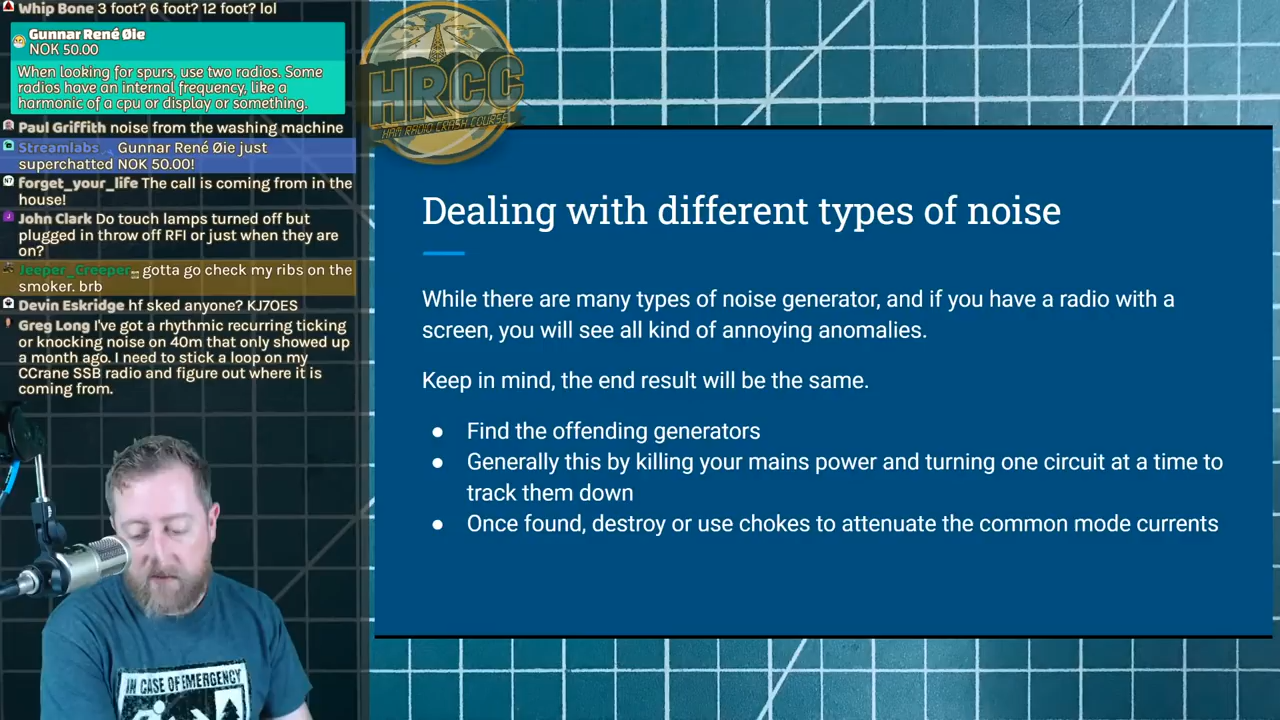 Whip Bone 3 foot? 6 foot? 12 foot? lol
Gunnar René Øie
NOK 50.00
When looking for spurs, use two radios. Some
radios have an internal frequency, like a
harmonic of a cpu or display or something.
Paul Griffith noise from the washing machine
Streamlabs Gunnar René Øie just
superchatted NOK 50.00!
forget_your_life The call is coming from in the
house!
John Clark Do touch lamps turned off but
plugged in throw off RFI or just when they are
on?
Jeeper_Creeper gotta go check my ribs on the
smoker. brb
Devin Eskridge hf sked anyone? KJ7OES
Greg Long I've got a rhythmic recurring ticking
or knocking noise on 40m that only showed up
a month ago. I need to stick a loop on my
CCrane SSB radio and figure out where it is
coming from.
HRCC
HAM RADIO CRASH COURSE
Dealing with different types of noise
While there are many types of noise generator, and if you have a radio with a
screen, you will see all kind of annoying anomalies.
Keep in mind, the end result will be the same.
● Find the offending generators
● Generally this by killing your mains power and turning one circuit at a time to
track them down
● Once found, destroy or use chokes to attenuate the common mode currents
IN CASE OF EMERGENCY